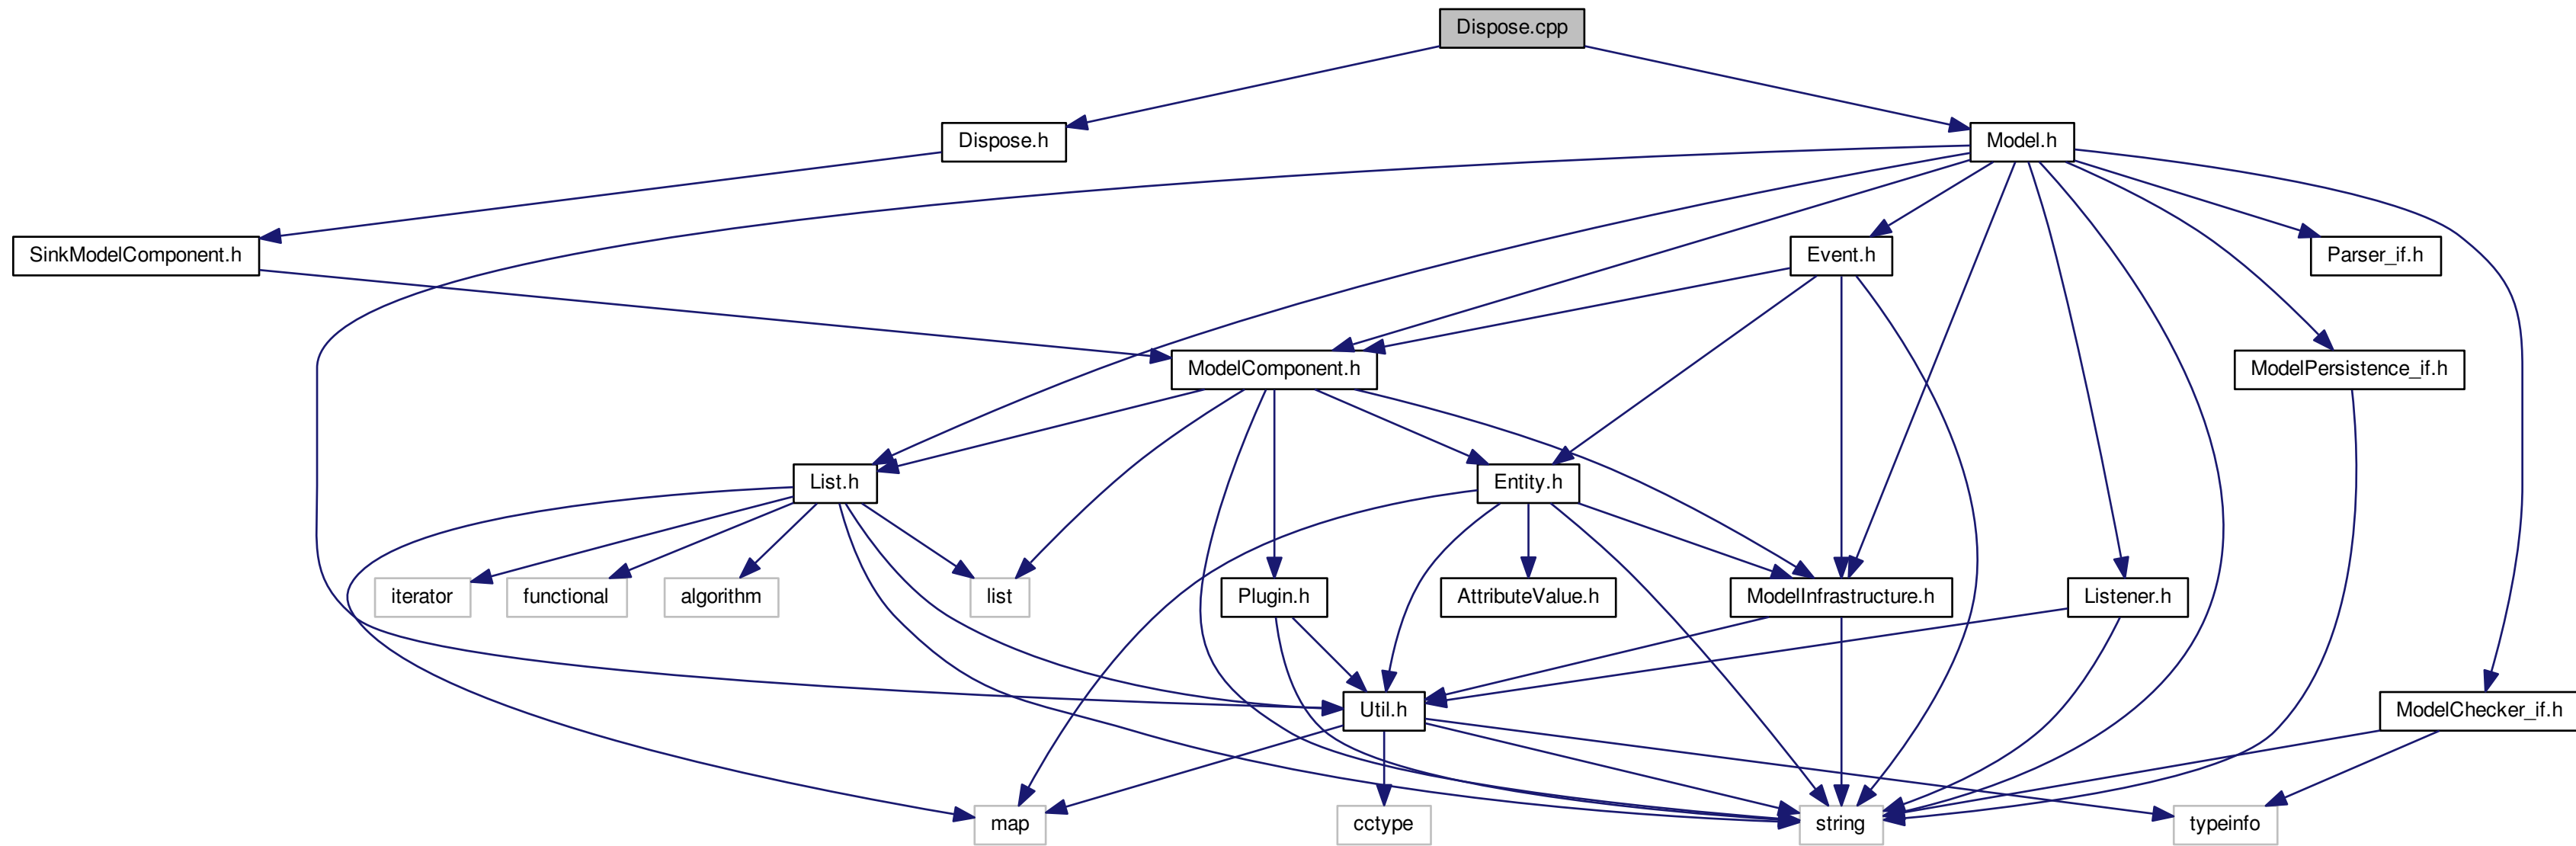 Dispose.cpp
Dispose.h
Model.h
SinkModelComponent.h
Event.h
Parser_if.h
ModelComponent.h
ModelPersistence_if.h
List.h
Entity.h
iterator
functional
algorithm
list
Plugin.h
AttributeValue.h
ModelInfrastructure.h
Listener.h
Util.h
ModelChecker_if.h
map
cctype
string
typeinfo